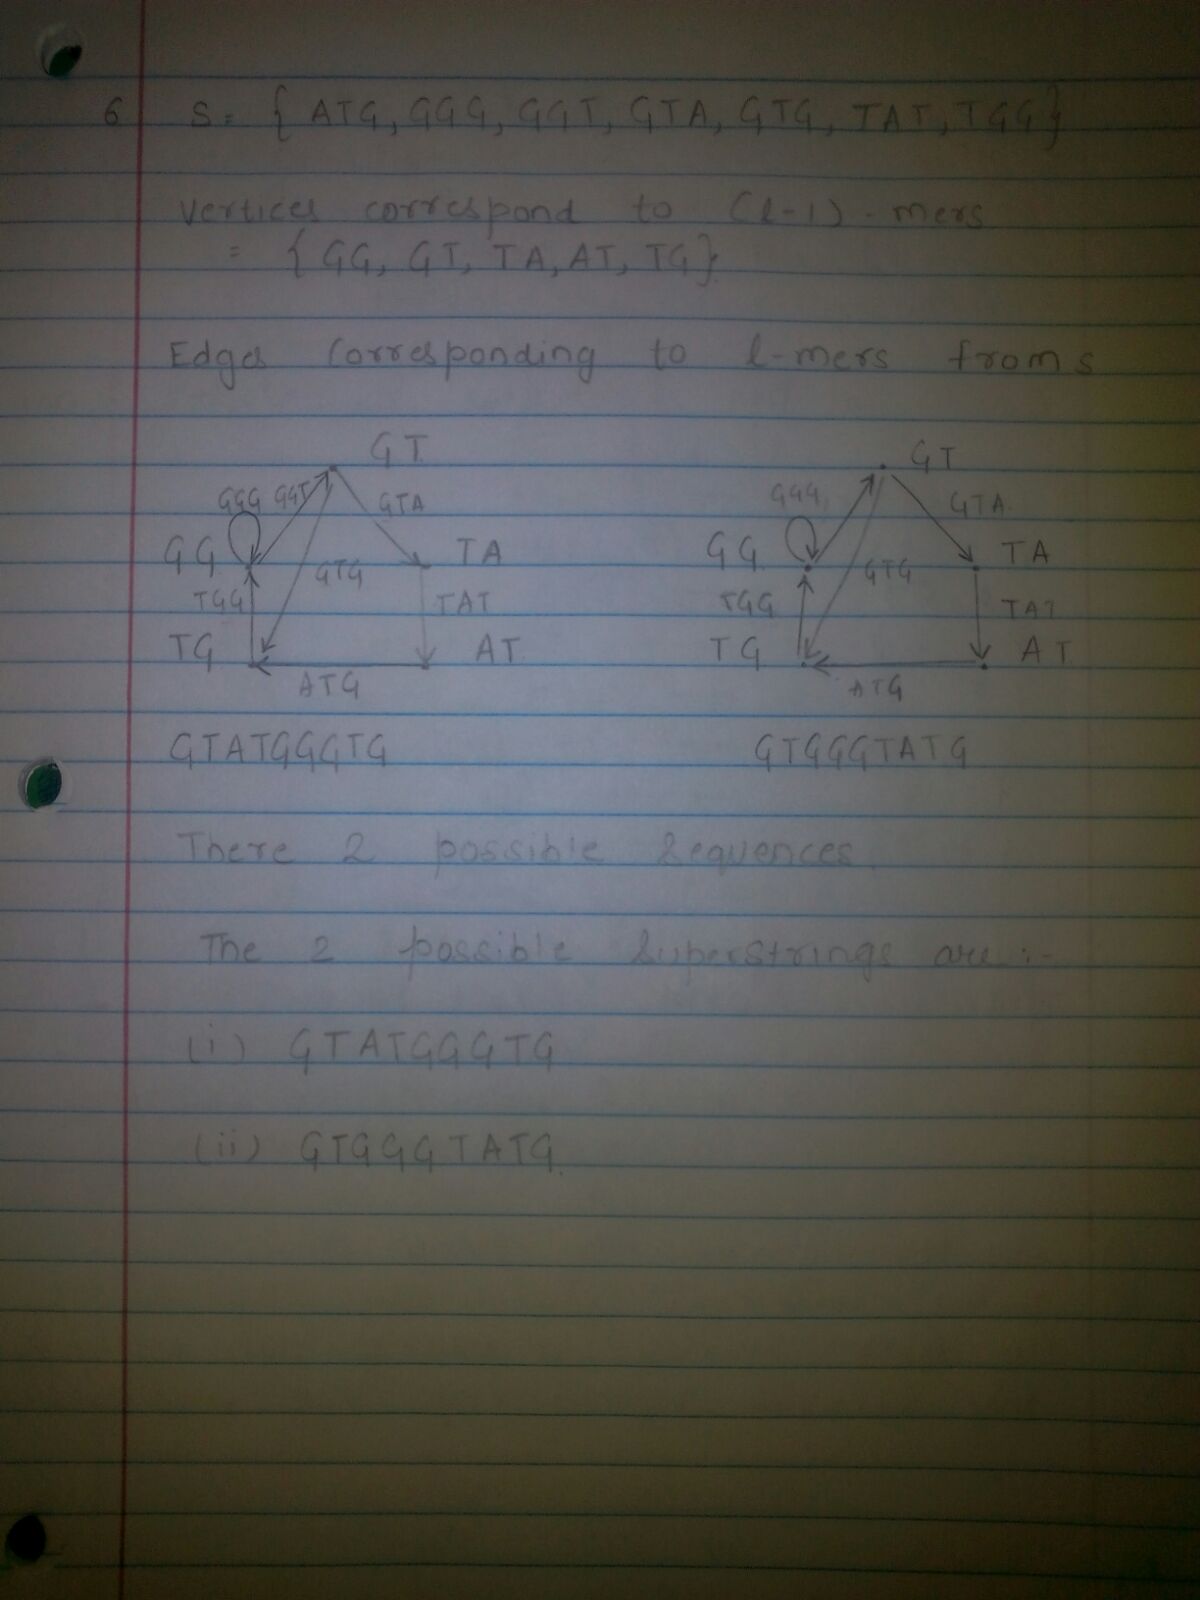 6 S = { ATG, GGG, GGT, GTA, GTG, TAT, TGG}
Vertices correspond to (l-1) - mers
= { GG, GT, TA, AT, TG}
Edges Corresponding to l-mers from s
GT GT
GGG GGT GTA GGG GTA
GG TA GG TA
GTG GTG
TGG TAT TGG TAT
TG AT TG AT
ATG ATG
GTATGGGTG GTGGGTATG
There 2 possible Sequences
The 2 possible Superstrings are :-
(i) GTATGGGTG
(ii) GTGGGTATG.